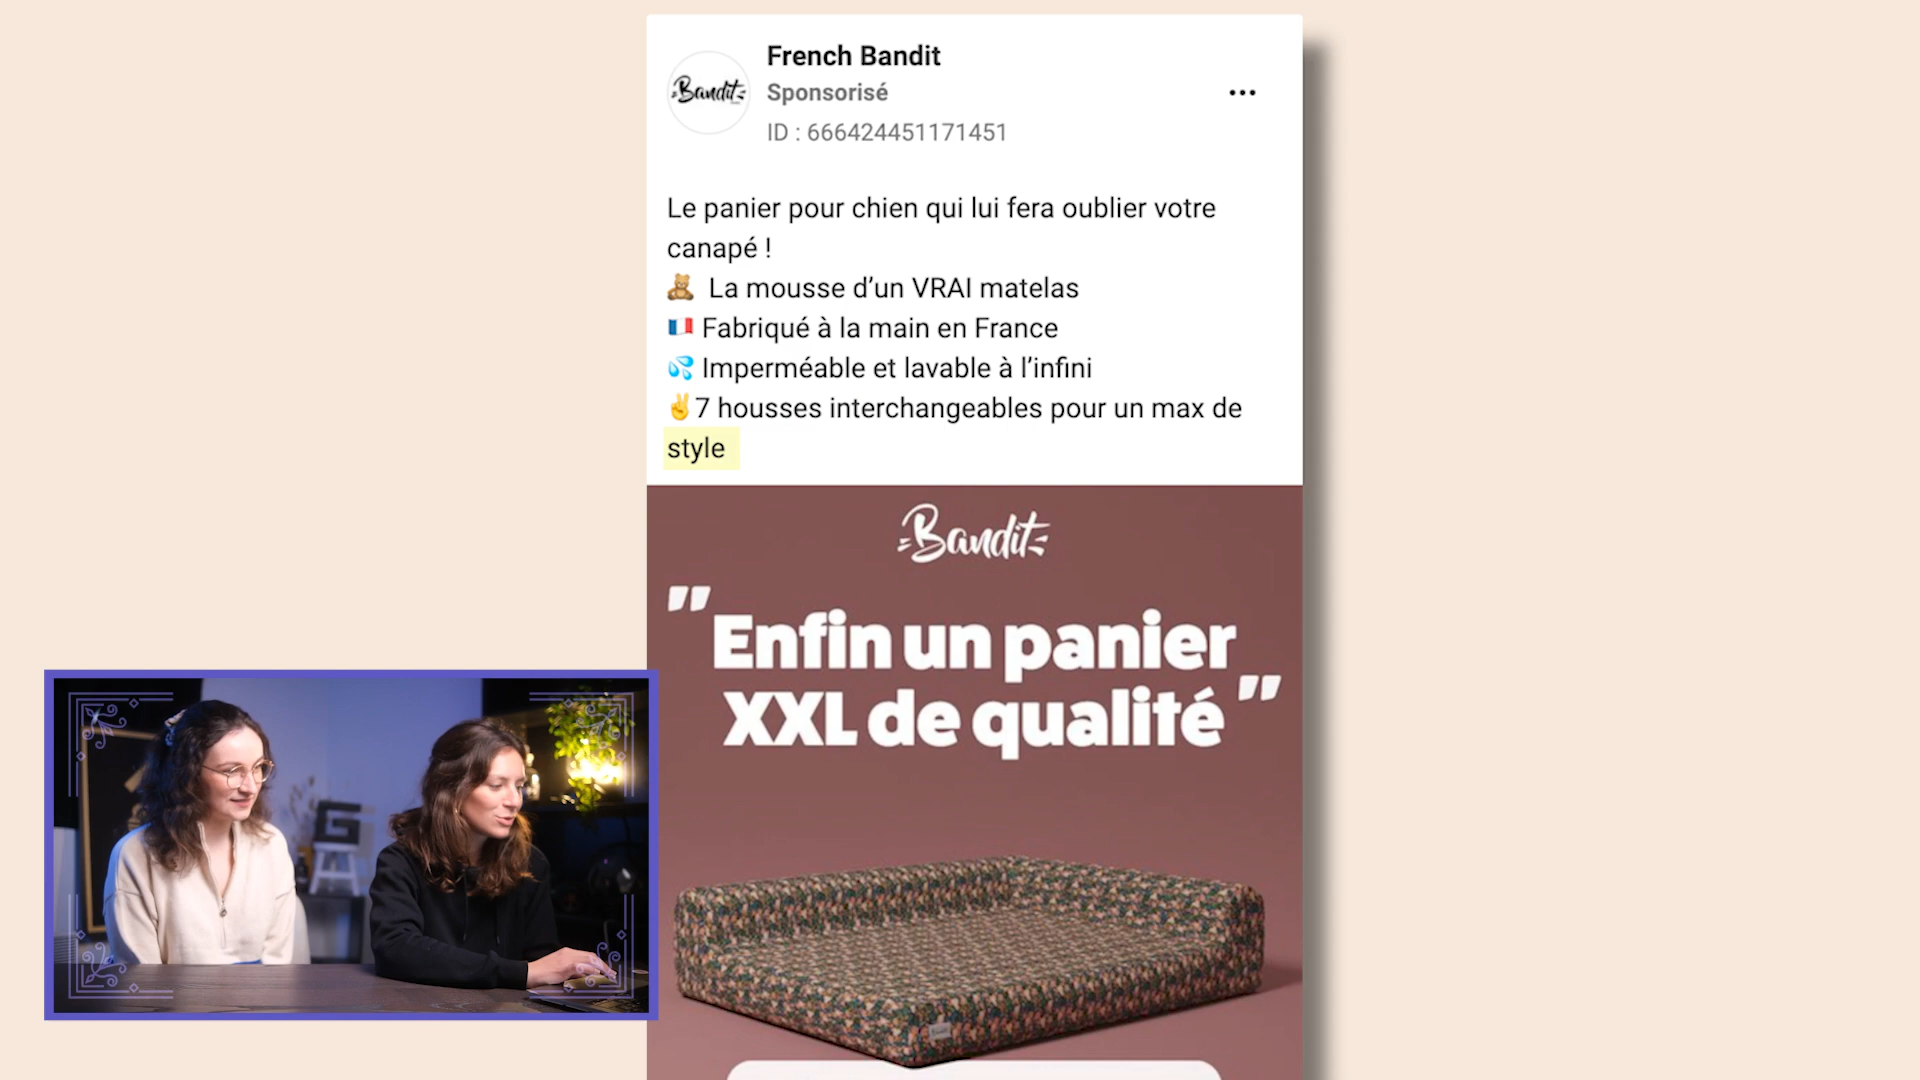 French Bandit
Bandit
Sponsorisé
ID : 666424451171451
Le panier pour chien qui lui fera oublier votre
canapé !
🧸 La mousse d’un VRAI matelas
🇫🇷 Fabriqué à la main en France
💦 Imperméable et lavable à l’infini
✌️7 housses interchangeables pour un max de
style
Bandit
"Enfin un panier
XXL de qualité"